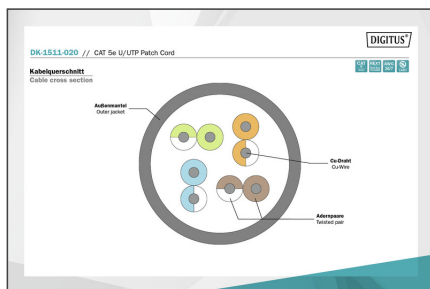 DIGITUS®
DK-1511-020 // CAT 5e U/UTP Patch Cord
Kabelquerschnitt
Cable cross section
Außenmantel
Outer jacket
Cu-Draht
Cu-Wire
Adernpaare
Twisted pair